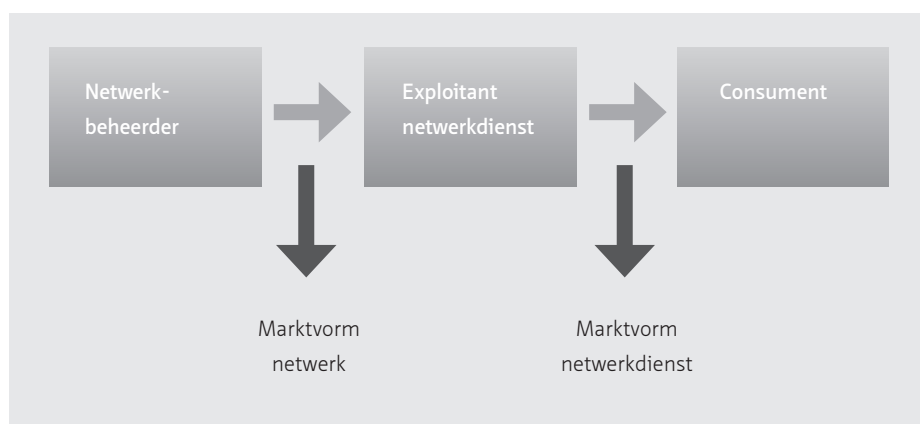 Netwerk-
beheerder
Exploitant
netwerkdienst
Consument
Marktvorm
netwerk
Marktvorm
netwerkdienst